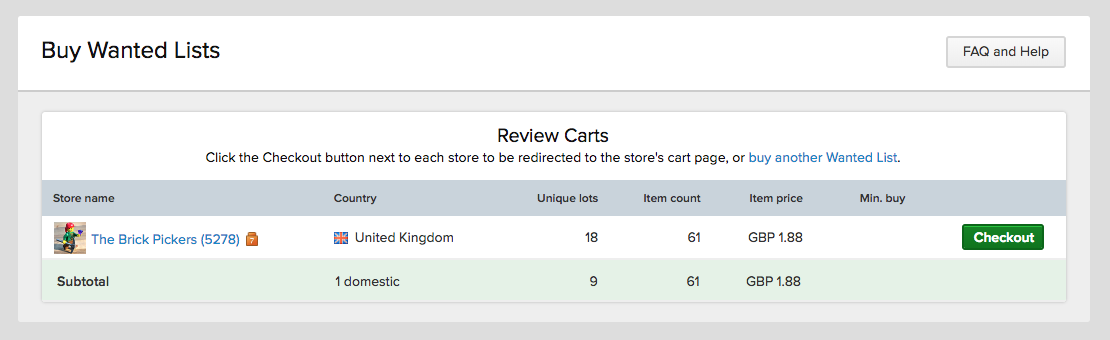 Buy Wanted Lists
FAQ and Help
Review Carts
Click the Checkout button next to each store to be redirected to the store's cart page, or buy another Wanted List.
Store name Country Unique lots Item count Item price Min. buy
The Brick Pickers (5278) 7 United Kingdom 18 61 GBP 1.88 Checkout
Subtotal 1 domestic 9 61 GBP 1.88